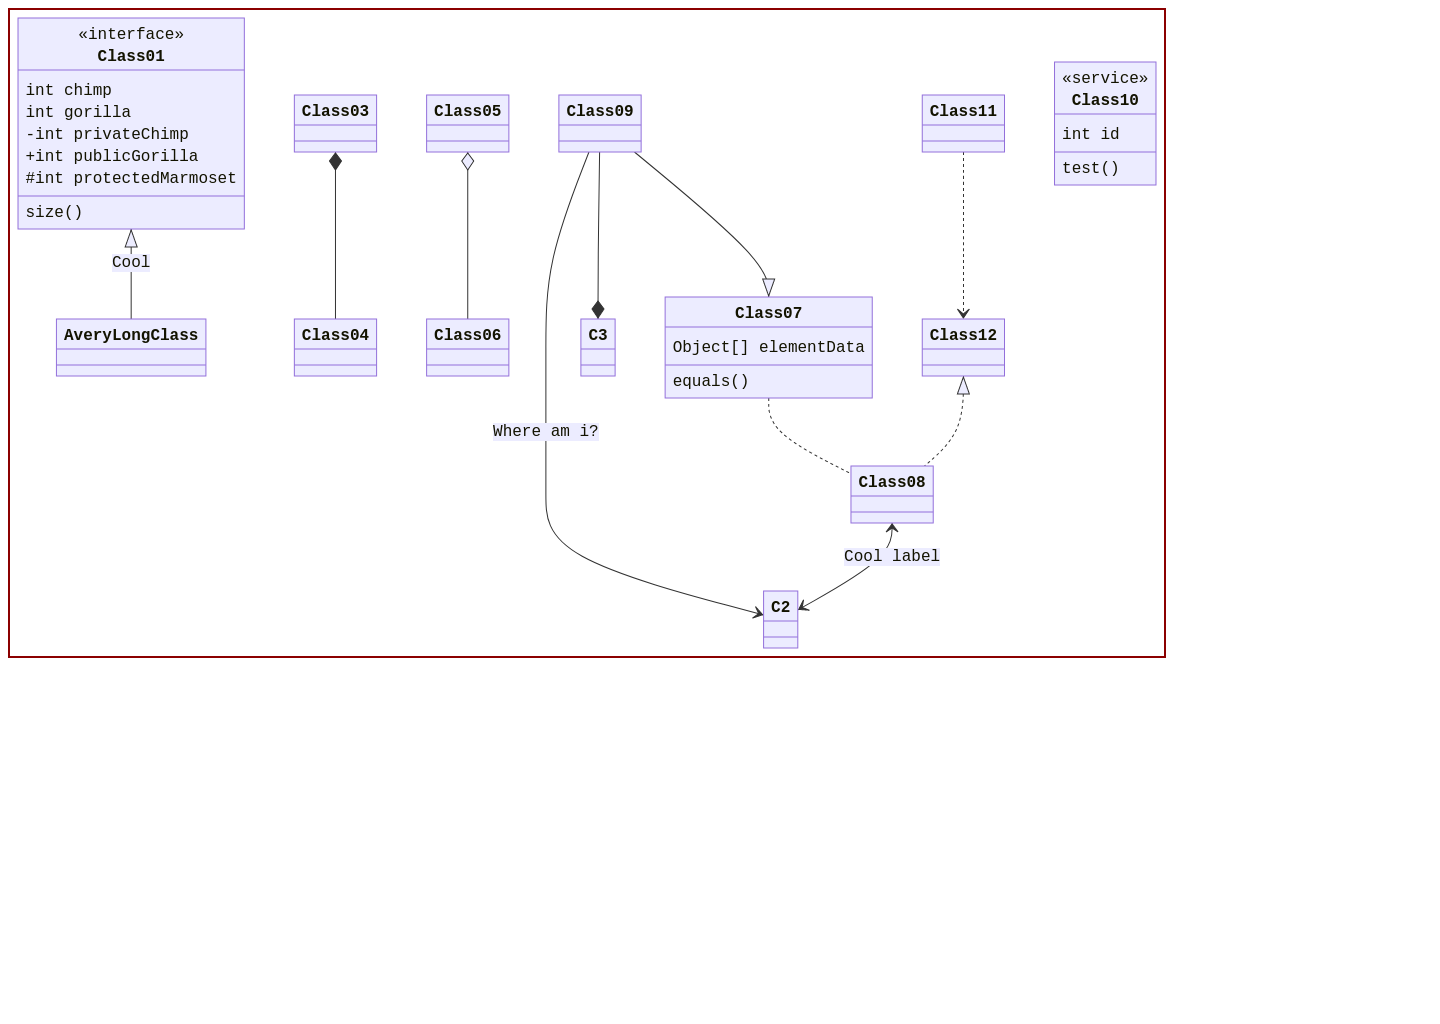 «interface»
Class01
int chimp
int gorilla
-int privateChimp
+int publicGorilla
#int protectedMarmoset
size()
Cool
AveryLongClass
Class03
Class04
Class05
Class06
Class09
C3
Where am i?
Class07
Object[] elementData
equals()
Class11
Class12
Class08
Cool label
C2
«service»
Class10
int id
test()